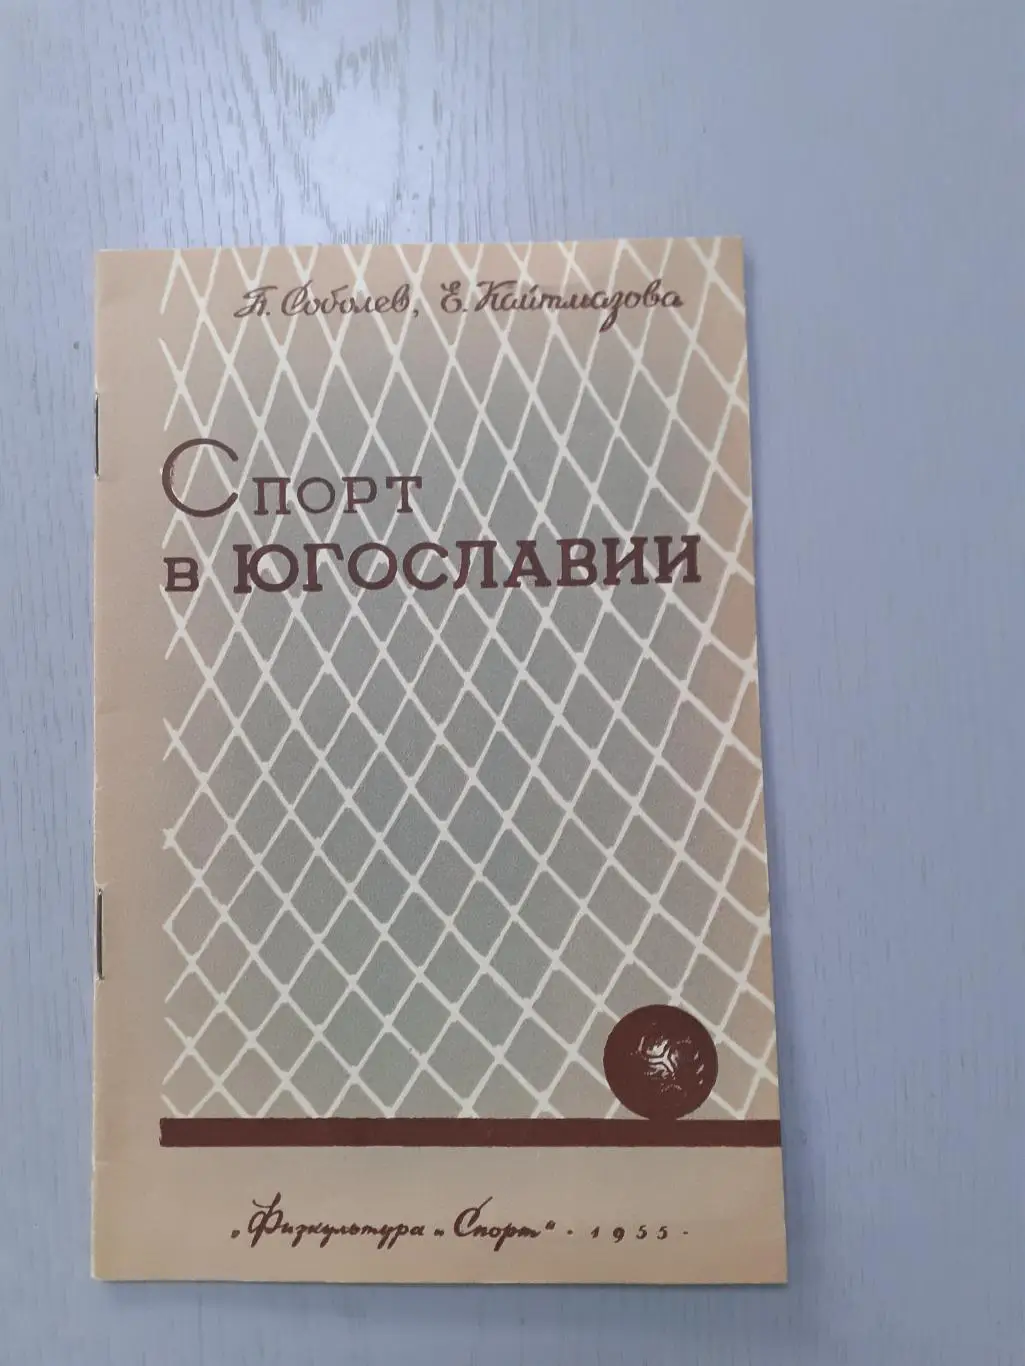 П. Соболев, Е. Кайтмазова
Спорт
в ЮГОСЛАВИИ
„Физкультура и Спорт“ · 1955 ·